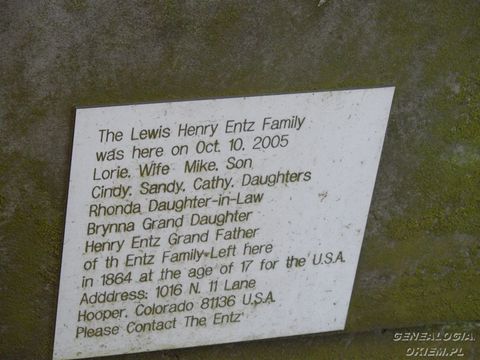 The Lewis Henry Entz Family
was here on Oct. 10, 2005
Lorie, Wife Mike, Son
Cindy, Sandy, Cathy, Daughters
Rhonda Daughter-in-Law
Brynna Grand Daughter
Henry Entz Grand Father
of th Entz Family Left here
in 1864 at the age of 17 for the U.S.A.
Adddress: 1016 N. 11 Lane
Hooper, Colorado 81136 U.S.A.
Please Contact The Entz'
GENEALOGIA.
OKIEM.PL